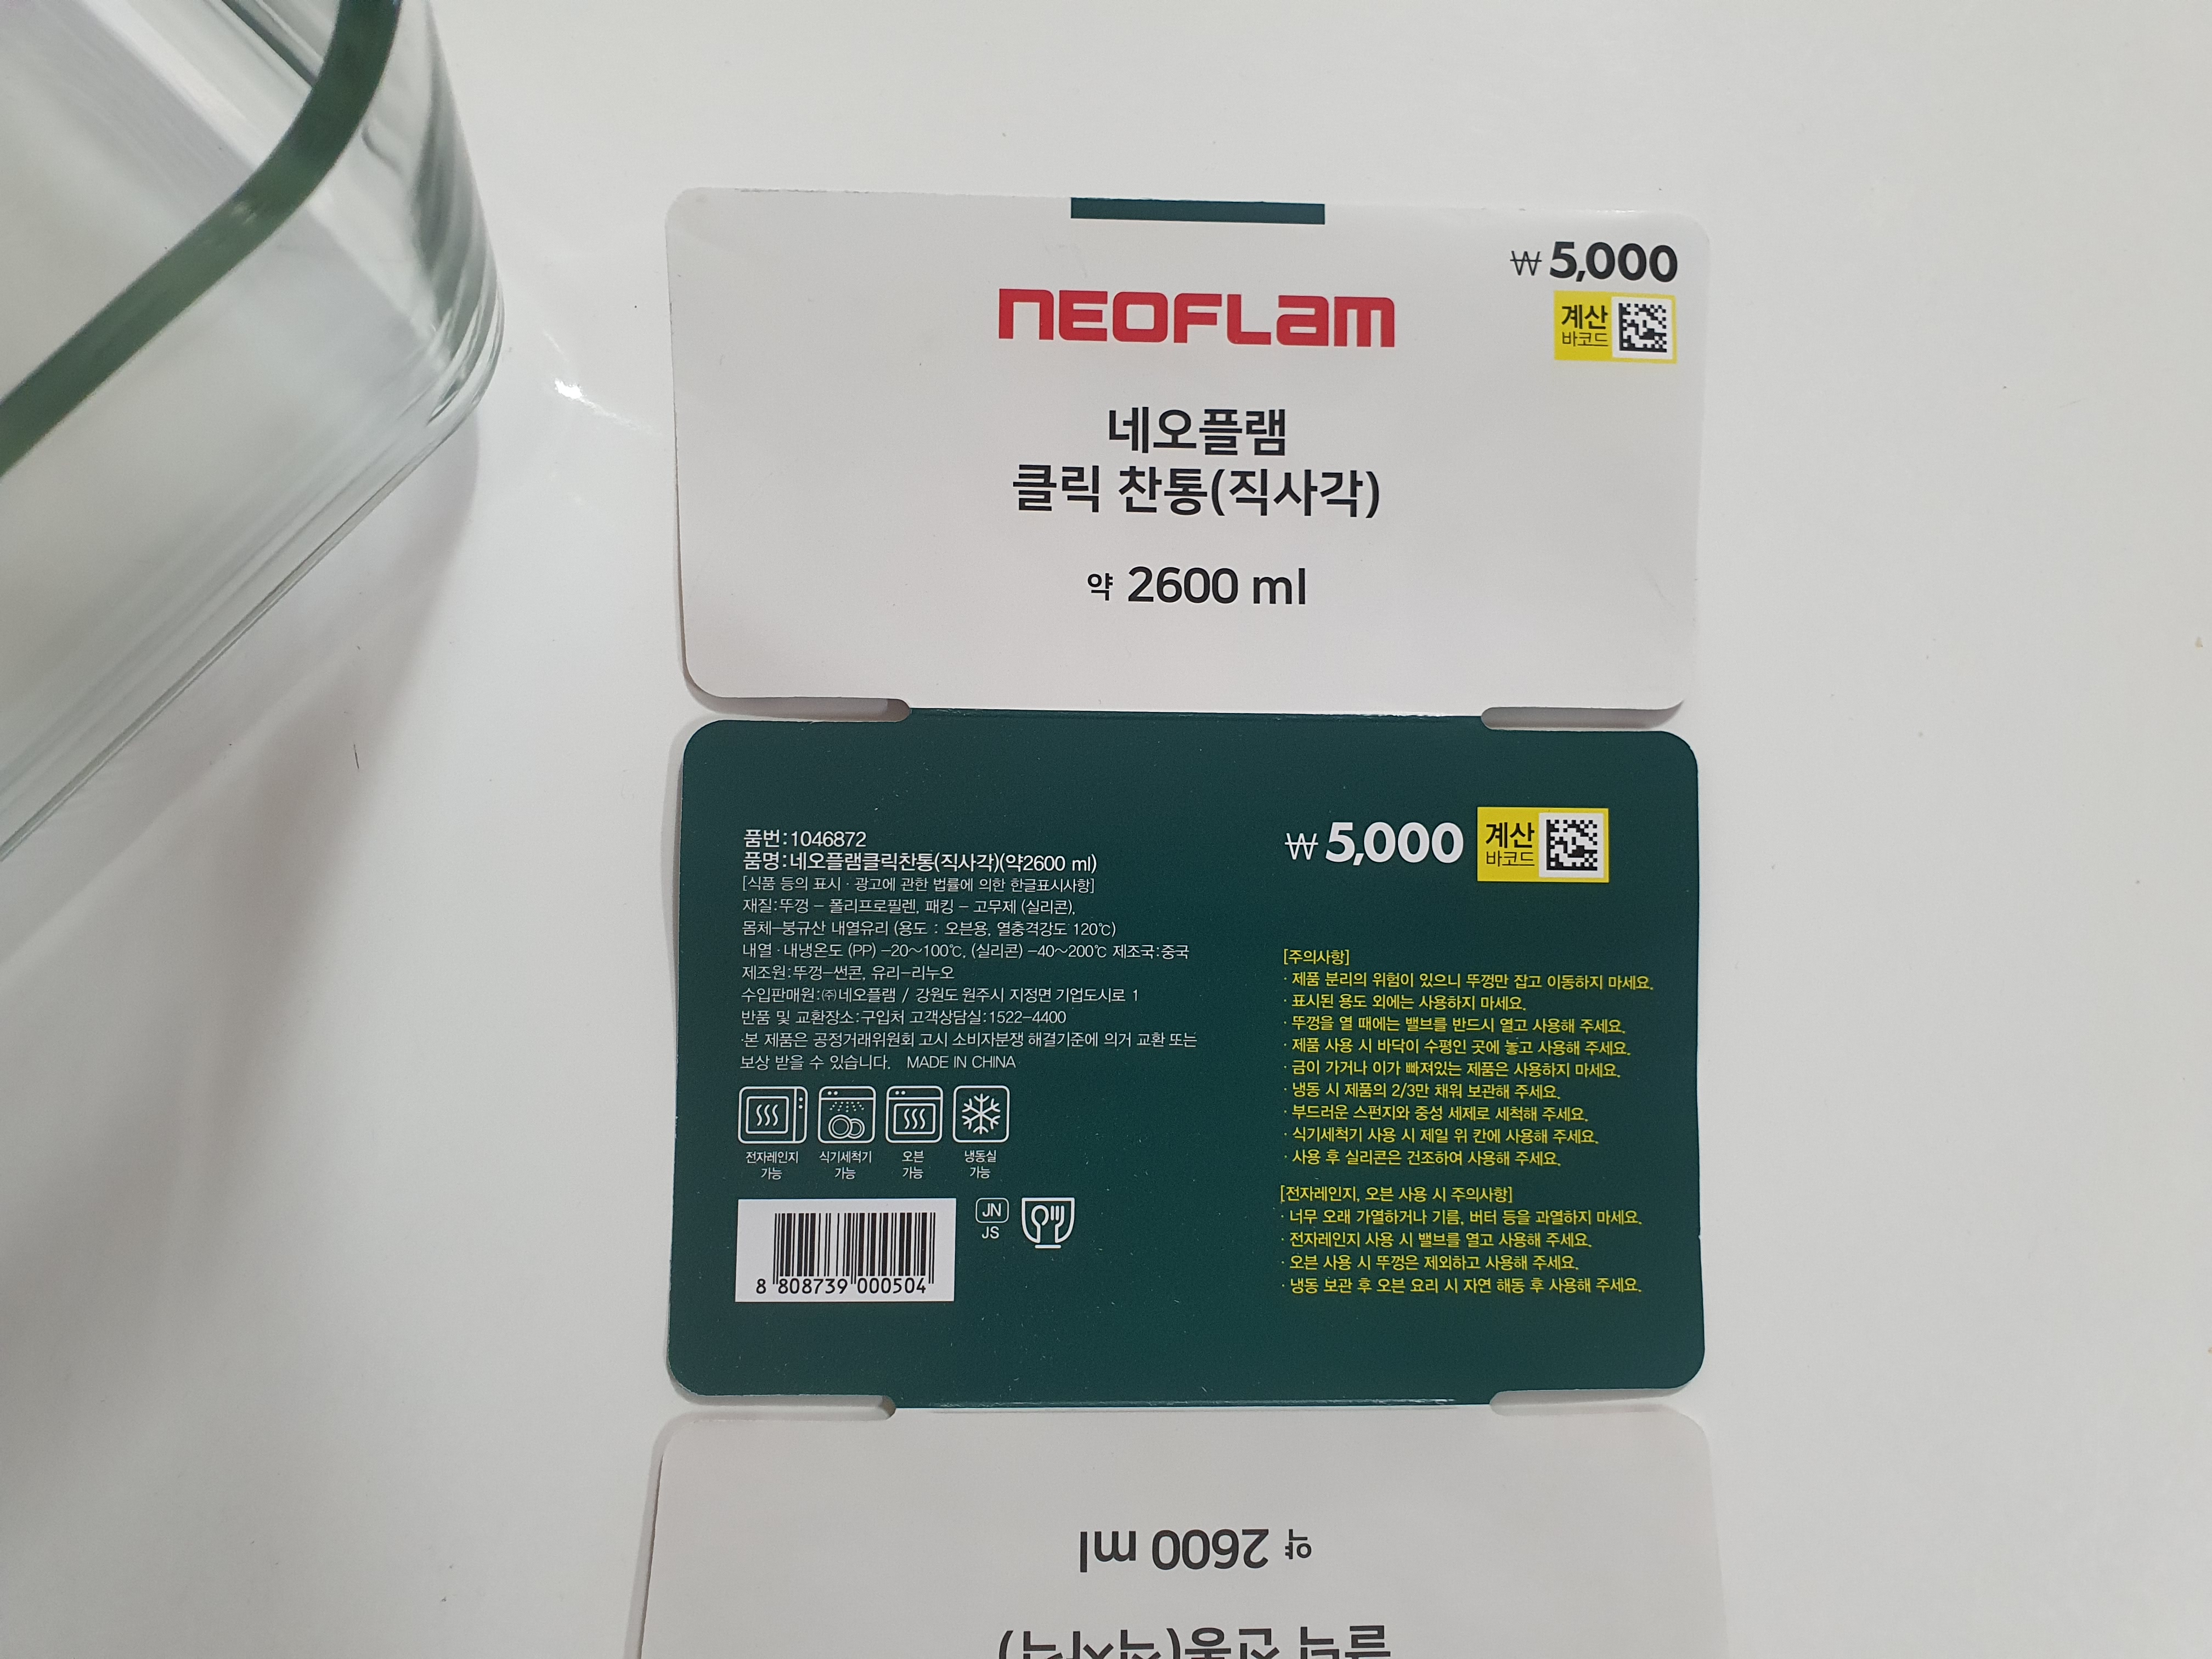 ₩ 5,000
계산
바코드
NEOFLAM
네오플램
클릭 찬통(직사각)
약 2600 ml
품번:1046872
품명:네오플램클릭찬통(직사각)(약2600 ml)
[식품 등의 표시·광고에 관한 법률에 의한 한글표시사항]
재질:뚜껑 - 폴리프로필렌, 패킹 - 고무제 (실리콘),
몸체-붕규산 내열유리 (용도 : 오븐용, 열충격강도 120℃)
내열·내냉온도 (PP) -20~100℃, (실리콘) -40~200℃ 제조국:중국
제조원:뚜껑-썬콘, 유리-리누오
수입판매원:㈜네오플램 / 강원도 원주시 지정면 기업도시로 1
반품 및 교환장소:구입처 고객상담실:1522-4400
·본 제품은 공정거래위원회 고시 소비자분쟁 해결기준에 의거 교환 또는
보상 받을 수 있습니다. MADE IN CHINA
전자레인지
가능
식기세척기
가능
오븐
가능
냉동실
가능
8 808739 000504
JN
JS
₩ 5,000
계산
바코드
[주의사항]
· 제품 분리의 위험이 있으니 뚜껑만 잡고 이동하지 마세요.
· 표시된 용도 외에는 사용하지 마세요.
· 뚜껑을 열 때에는 밸브를 반드시 열고 사용해 주세요.
· 제품 사용 시 바닥이 수평인 곳에 놓고 사용해 주세요.
· 금이 가거나 이가 빠져있는 제품은 사용하지 마세요.
· 냉동 시 제품의 2/3만 채워 보관해 주세요.
· 부드러운 스펀지와 중성 세제로 세척해 주세요.
· 식기세척기 사용 시 제일 위 칸에 사용해 주세요.
· 사용 후 실리콘은 건조하여 사용해 주세요.
[전자레인지, 오븐 사용 시 주의사항]
· 너무 오래 가열하거나 기름, 버터 등을 과열하지 마세요.
· 전자레인지 사용 시 밸브를 열고 사용해 주세요.
· 오븐 사용 시 뚜껑은 제외하고 사용해 주세요.
· 냉동 보관 후 오븐 요리 시 자연 해동 후 사용해 주세요.
약 2600 ml
클릭 찬통(직사각)